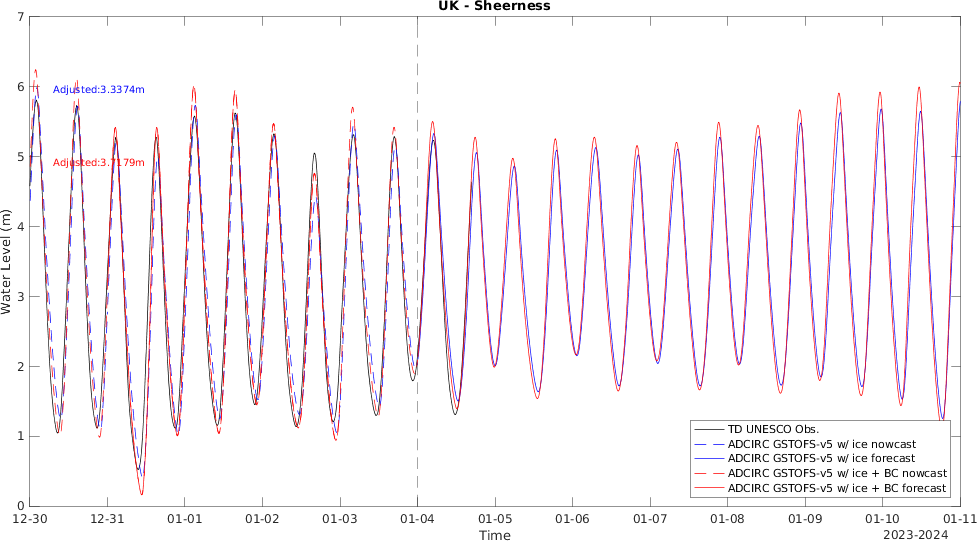 UK - Sheerness
7
6
5
4
3
2
1
0
Water Level (m)
Adjusted:3.3374m
Adjusted:3.7179m
TD UNESCO Obs.
ADCIRC GSTOFS-v5 w/ ice nowcast
ADCIRC GSTOFS-v5 w/ ice forecast
ADCIRC GSTOFS-v5 w/ ice + BC nowcast
ADCIRC GSTOFS-v5 w/ ice + BC forecast
12-30 12-31 01-01 01-02 01-03 01-04 01-05 01-06 01-07 01-08 01-09 01-10 01-11
Time
2023-2024